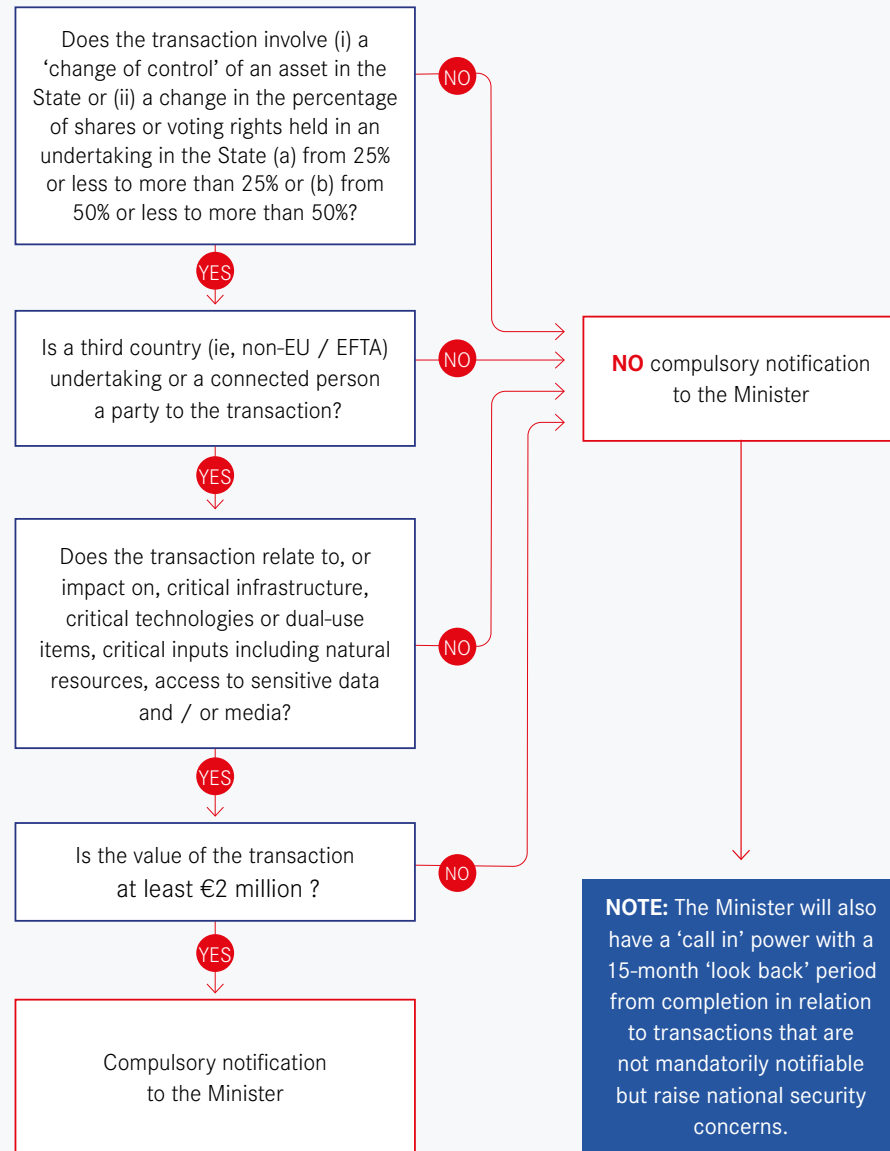 Does the transaction involve (i) a
‘change of control’ of an asset in the
State or (ii) a change in the percentage
of shares or voting rights held in an
undertaking in the State (a) from 25%
or less to more than 25% or (b) from
50% or less to more than 50%?
NO
YES
Is a third country (ie, non-EU / EFTA)
undertaking or a connected person
a party to the transaction?
NO
NO compulsory notification
to the Minister
YES
Does the transaction relate to, or
impact on, critical infrastructure,
critical technologies or dual-use
items, critical inputs including natural
resources, access to sensitive data
and / or media?
NO
YES
Is the value of the transaction
at least €2 million ?
NO
YES
Compulsory notification
to the Minister
NOTE: The Minister will also
have a ‘call in’ power with a
15-month ‘look back’ period
from completion in relation
to transactions that are
not mandatorily notifiable
but raise national security
concerns.